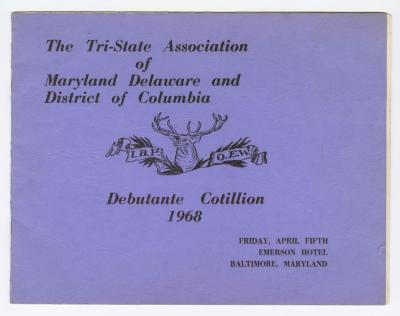 The Tri-State Association
of
Maryland Delaware and
District of Columbia
I.B.P. O.E.W.
Debutante Cotillion
1968
FRIDAY, APRIL FIFTH
EMERSON HOTEL
BALTIMORE, MARYLAND